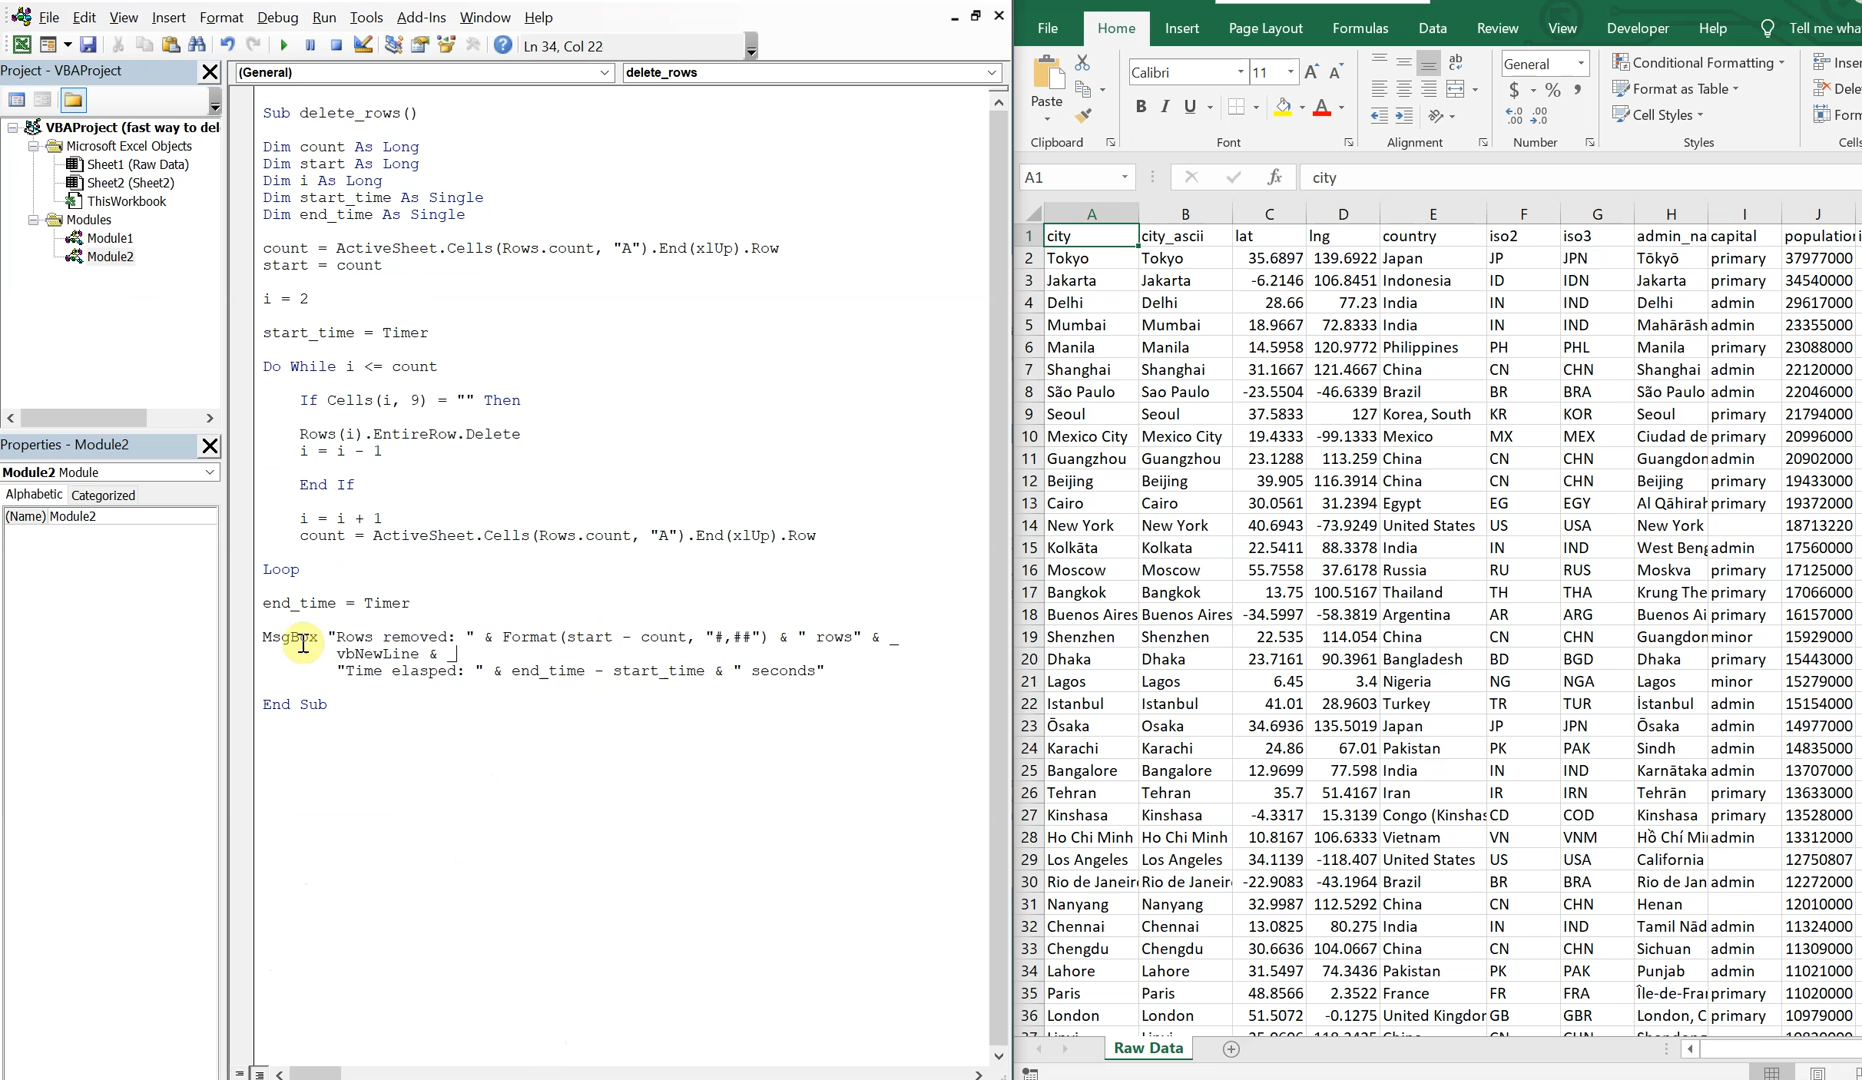 File Edit View Insert Format Debug Run Tools Add-Ins Window Help
Ln 34, Col 22
Project - VBAProject
VBAProject (fast way to del
Microsoft Excel Objects
Sheet1 (Raw Data)
Sheet2 (Sheet2)
ThisWorkbook
Modules
Module1
Module2
Properties - Module2
Module2 Module
Alphabetic Categorized
(Name) Module2
(General) delete_rows
Sub delete_rows()
Dim count As Long
Dim start As Long
Dim i As Long
Dim start_time As Single
Dim end_time As Single
count = ActiveSheet.Cells(Rows.count, "A").End(xlUp).Row
start = count
i = 2
start_time = Timer
Do While i <= count
If Cells(i, 9) = "" Then
Rows(i).EntireRow.Delete
i = i - 1
End If
i = i + 1
count = ActiveSheet.Cells(Rows.count, "A").End(xlUp).Row
Loop
end_time = Timer
MsgBox "Rows removed: " & Format(start - count, "#,##") & " rows" & _
vbNewLine & _
"Time elasped: " & end_time - start_time & " seconds"
End Sub
File Home Insert Page Layout Formulas Data Review View Developer Help Tell me wha
Paste
Calibri 11
B I U
General
$ % ,
Conditional Formatting
Format as Table
Cell Styles
Inser
Dele
Form
Clipboard Font Alignment Number Styles Cells
A1 fx city
A B C D E F G H I J
1 city city_ascii lat lng country iso2 iso3 admin_na capital population
2 Tokyo Tokyo 35.6897 139.6922 Japan JP JPN Tōkyō primary 37977000
3 Jakarta Jakarta -6.2146 106.8451 Indonesia ID IDN Jakarta primary 34540000
4 Delhi Delhi 28.66 77.23 India IN IND Delhi admin 29617000
5 Mumbai Mumbai 18.9667 72.8333 India IN IND Mahārāsh admin 23355000
6 Manila Manila 14.5958 120.9772 Philippines PH PHL Manila primary 23088000
7 Shanghai Shanghai 31.1667 121.4667 China CN CHN Shanghai admin 22120000
8 São Paulo Sao Paulo -23.5504 -46.6339 Brazil BR BRA São Paulo admin 22046000
9 Seoul Seoul 37.5833 127 Korea, South KR KOR Seoul primary 21794000
10 Mexico City Mexico City 19.4333 -99.1333 Mexico MX MEX Ciudad de primary 20996000
11 Guangzhou Guangzhou 23.1288 113.259 China CN CHN Guangdon admin 20902000
12 Beijing Beijing 39.905 116.3914 China CN CHN Beijing primary 19433000
13 Cairo Cairo 30.0561 31.2394 Egypt EG EGY Al Qāhirah primary 19372000
14 New York New York 40.6943 -73.9249 United States US USA New York 18713220
15 Kolkāta Kolkata 22.5411 88.3378 India IN IND West Beng admin 17560000
16 Moscow Moscow 55.7558 37.6178 Russia RU RUS Moskva primary 17125000
17 Bangkok Bangkok 13.75 100.5167 Thailand TH THA Krung The primary 17066000
18 Buenos Aires Buenos Aires -34.5997 -58.3819 Argentina AR ARG Buenos Ai primary 16157000
19 Shenzhen Shenzhen 22.535 114.054 China CN CHN Guangdon minor 15929000
20 Dhaka Dhaka 23.7161 90.3961 Bangladesh BD BGD Dhaka primary 15443000
21 Lagos Lagos 6.45 3.4 Nigeria NG NGA Lagos minor 15279000
22 Istanbul Istanbul 41.01 28.9603 Turkey TR TUR İstanbul admin 15154000
23 Ōsaka Osaka 34.6936 135.5019 Japan JP JPN Ōsaka admin 14977000
24 Karachi Karachi 24.86 67.01 Pakistan PK PAK Sindh admin 14835000
25 Bangalore Bangalore 12.9699 77.598 India IN IND Karnātaka admin 13707000
26 Tehran Tehran 35.7 51.4167 Iran IR IRN Tehrān primary 13633000
27 Kinshasa Kinshasa -4.3317 15.3139 Congo (Kinshas CD COD Kinshasa primary 13528000
28 Ho Chi Minh Ho Chi Minh 10.8167 106.6333 Vietnam VN VNM Hồ Chí Mi admin 13312000
29 Los Angeles Los Angeles 34.1139 -118.407 United States US USA California 12750807
30 Rio de Janeir Rio de Janeir -22.9083 -43.1964 Brazil BR BRA Rio de Jan admin 12272000
31 Nanyang Nanyang 32.9987 112.5292 China CN CHN Henan 12010000
32 Chennai Chennai 13.0825 80.275 India IN IND Tamil Nād admin 11324000
33 Chengdu Chengdu 30.6636 104.0667 China CN CHN Sichuan admin 11309000
34 Lahore Lahore 31.5497 74.3436 Pakistan PK PAK Punjab admin 11021000
35 Paris Paris 48.8566 2.3522 France FR FRA Île-de-Fra primary 11020000
36 London London 51.5072 -0.1275 United Kingdor GB GBR London, C primary 10979000
Raw Data